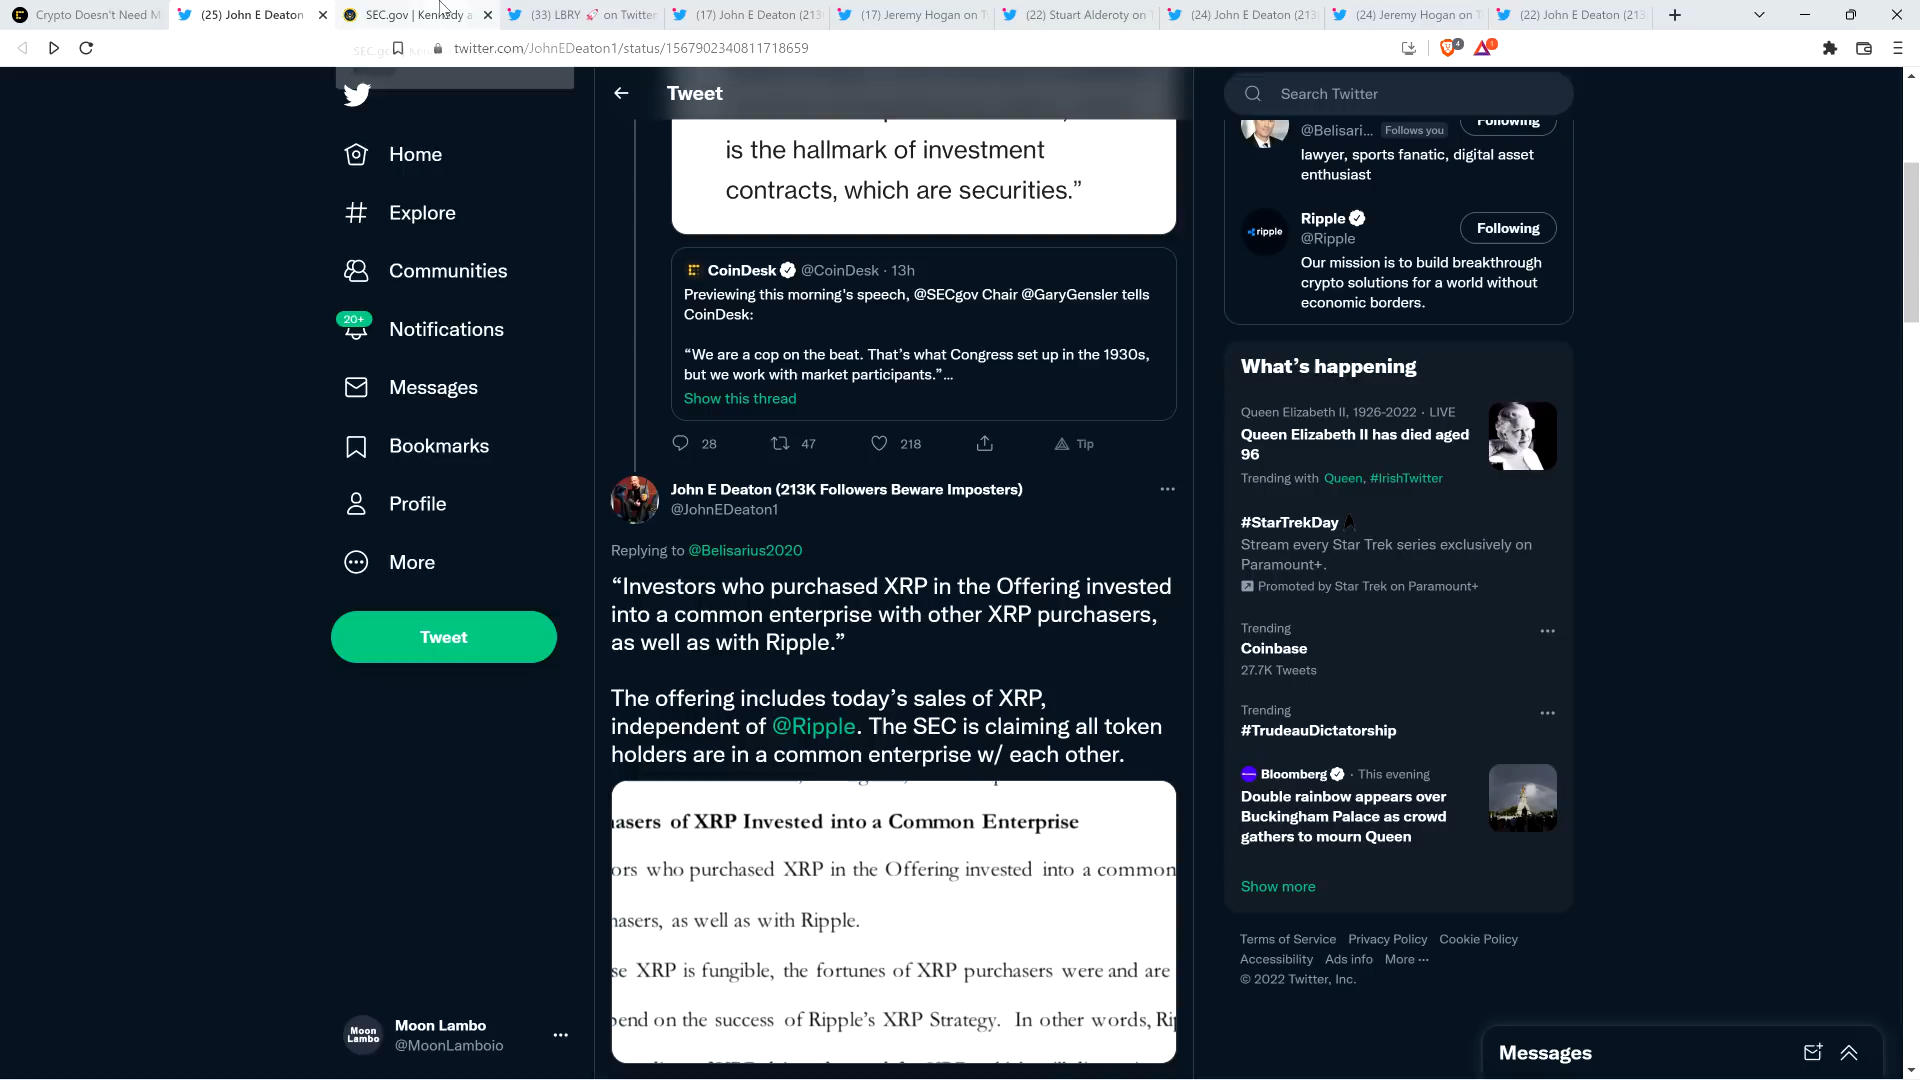 Crypto Doesn't Need M
(25) John E Deaton
SEC.gov | Kennedy a
(33) LBRY 🚀 on Twitter
(17) John E Deaton (213
(17) Jeremy Hogan on T
(22) Stuart Alderoty on T
(24) John E Deaton (213
(24) Jeremy Hogan on T
(22) John E Deaton (213
twitter.com/JohnEDeaton1/status/1567902340811718659
4
1
Home
Explore
Communities
20+
Notifications
Messages
Bookmarks
Profile
More
Tweet
Moon Lambo
Moon Lambo
@MoonLamboio
Tweet
is the hallmark of investment
contracts, which are securities.”
CoinDesk @CoinDesk · 13h
Previewing this morning's speech, @SECgov Chair @GaryGensler tells
CoinDesk:
“We are a cop on the beat. That’s what Congress set up in the 1930s,
but we work with market participants.”...
Show this thread
28
47
218
Tip
John E Deaton (213K Followers Beware Imposters)
@JohnEDeaton1
Replying to @Belisarius2020
“Investors who purchased XRP in the Offering invested
into a common enterprise with other XRP purchasers,
as well as with Ripple.”
The offering includes today’s sales of XRP,
independent of @Ripple. The SEC is claiming all token
holders are in a common enterprise w/ each other.
asers of XRP Invested into a Common Enterprise
ors who purchased XRP in the Offering invested into a common
hasers, as well as with Ripple.
se XRP is fungible, the fortunes of XRP purchasers were and are
pend on the success of Ripple’s XRP Strategy. In other words, Rip
Search Twitter
@Belisari... Follows you
Following
lawyer, sports fanatic, digital asset
enthusiast
ripple
Ripple
@Ripple
Following
Our mission is to build breakthrough
crypto solutions for a world without
economic borders.
What’s happening
Queen Elizabeth II, 1926-2022 · LIVE
Queen Elizabeth II has died aged
96
Trending with Queen, #IrishTwitter
#StarTrekDay
Stream every Star Trek series exclusively on
Paramount+.
Promoted by Star Trek on Paramount+
Trending
Coinbase
27.7K Tweets
Trending
#TrudeauDictatorship
Bloomberg · This evening
Double rainbow appears over
Buckingham Palace as crowd
gathers to mourn Queen
Show more
Terms of Service Privacy Policy Cookie Policy
Accessibility Ads info More ···
© 2022 Twitter, Inc.
Messages